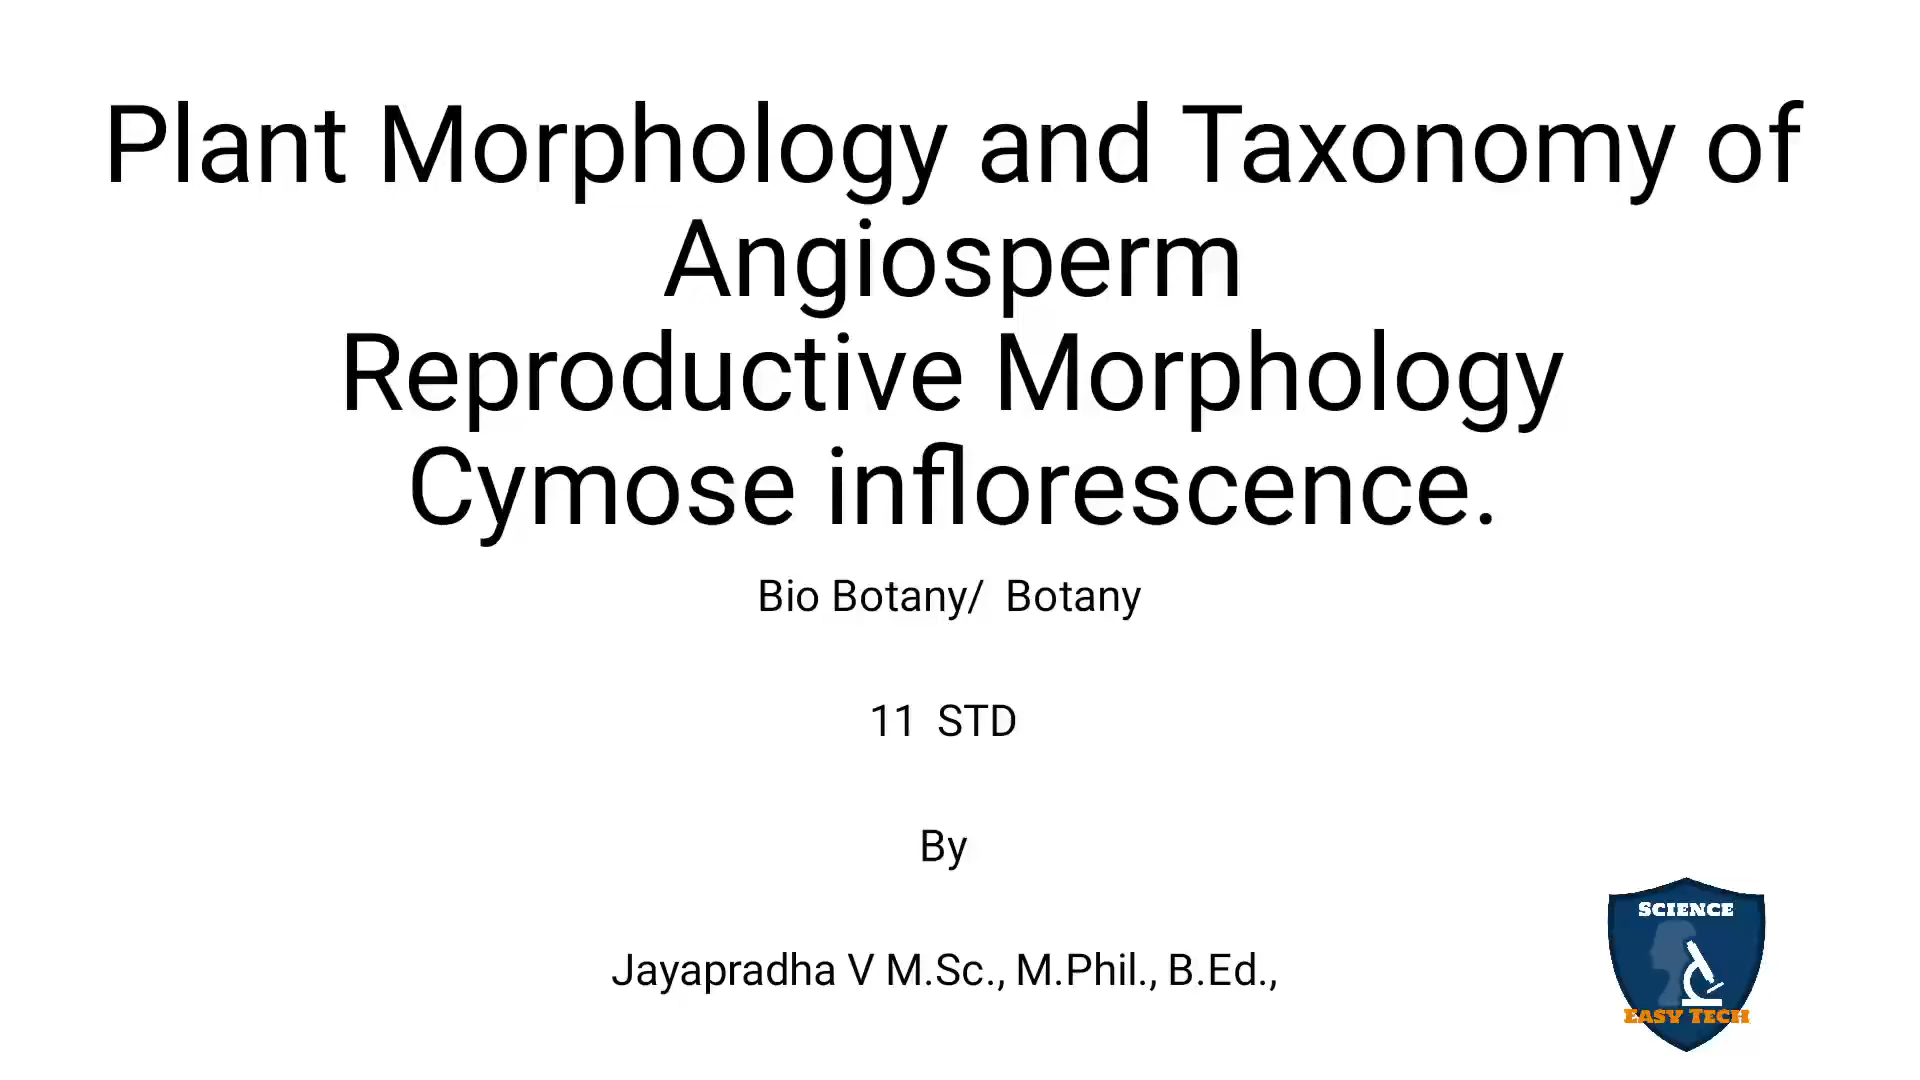 Plant Morphology and Taxonomy of
Angiosperm
Reproductive Morphology
Cymose inflorescence.
Bio Botany/  Botany
11  STD
By
Jayapradha V M.Sc., M.Phil., B.Ed.,
SCIENCE
EASY TECH